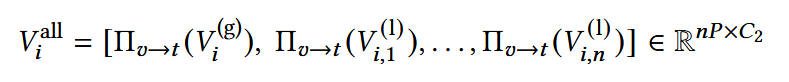 V_i^{all} = [Π_{v→t}(V_i^{(g)}), Π_{v→t}(V_{i,1}^{(l)}), …, Π_{v→t}(V_{i,n}^{(l)})] ∈ ℝ^{nP×C_2}